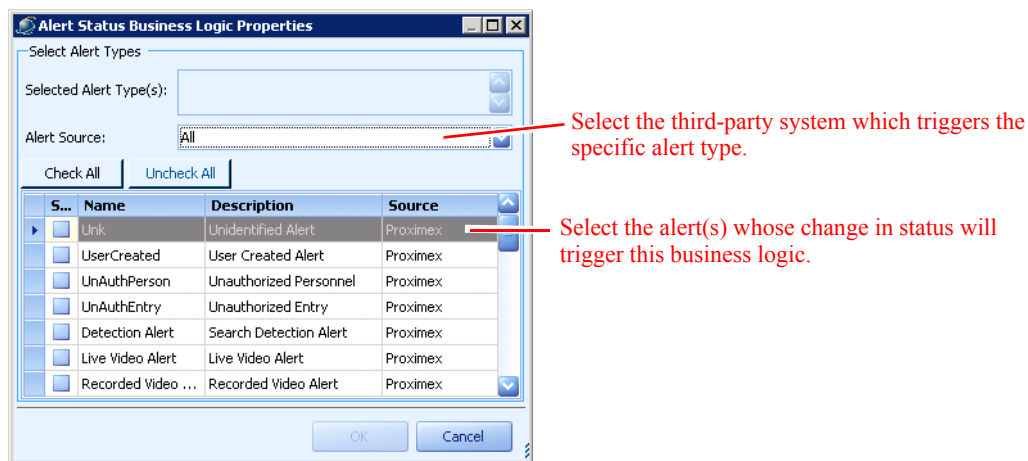 Alert Status Business Logic Properties
Select Alert Types
Selected Alert Type(s):
Alert Source: All
Select the third-party system which triggers the
specific alert type.
Check All Uncheck All
S... Name Description Source
Unk Unidentified Alert Proximex
Select the alert(s) whose change in status will
trigger this business logic.
UserCreated User Created Alert Proximex
UnAuthPerson Unauthorized Personnel Proximex
UnAuthEntry Unauthorized Entry Proximex
Detection Alert Search Detection Alert Proximex
Live Video Alert Live Video Alert Proximex
Recorded Video ... Recorded Video Alert Proximex
OK Cancel